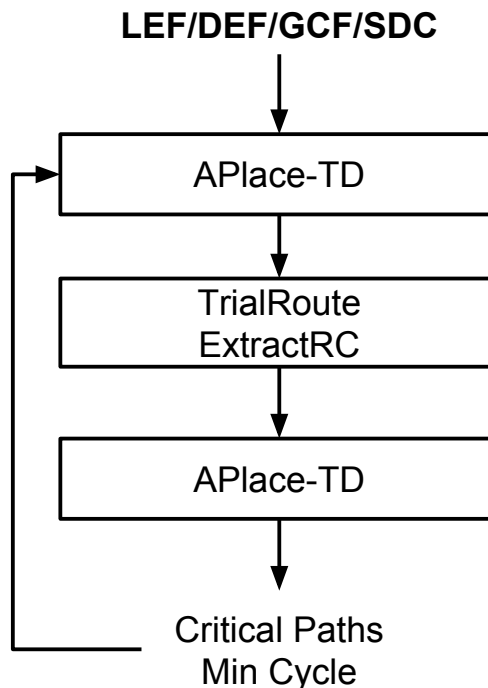 LEF/DEF/GCF/SDC
APlace-TD
TrialRoute
ExtractRC
APlace-TD
Critical Paths
Min Cycle